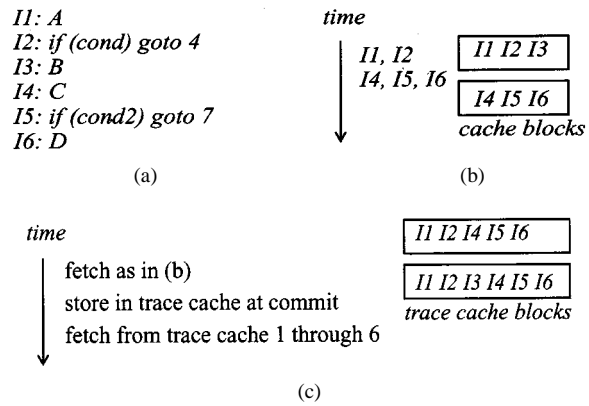 I1: A
I2: if (cond) goto 4
I3: B
I4: C
I5: if (cond2) goto 7
I6: D
(a)
time
I1, I2
I4, I5, I6
I1 I2 I3
I4 I5 I6
cache blocks
(b)
time
fetch as in (b)
store in trace cache at commit
fetch from trace cache 1 through 6
I1 I2 I4 I5 I6
I1 I2 I3 I4 I5 I6
trace cache blocks
(c)